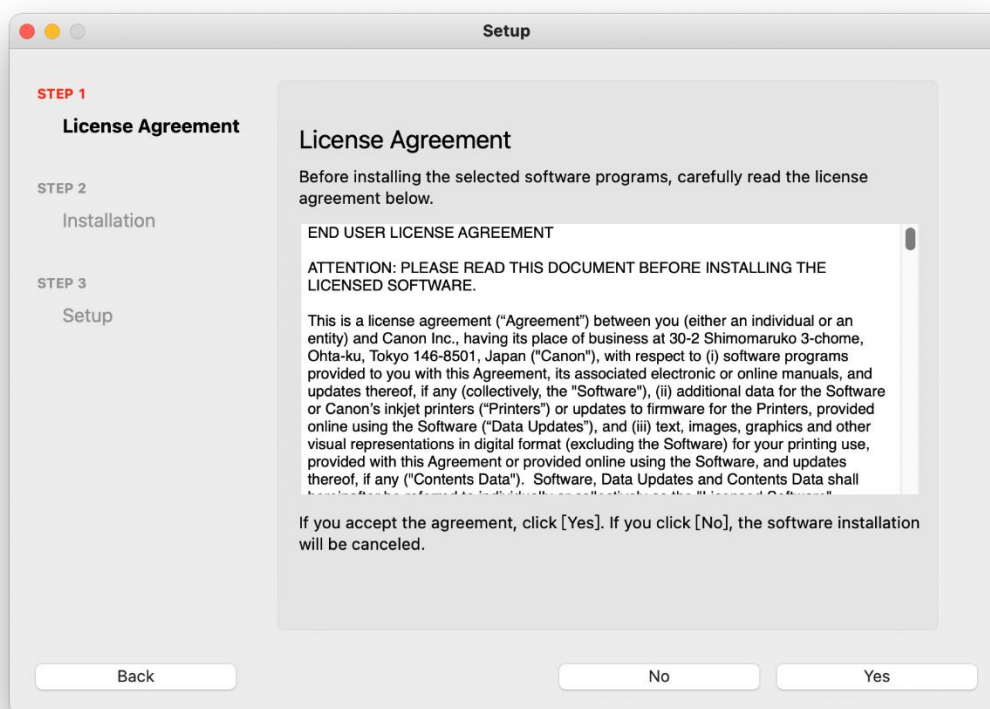 Setup
STEP 1
License Agreement
STEP 2
Installation
STEP 3
Setup
License Agreement
Before installing the selected software programs, carefully read the license
agreement below.
END USER LICENSE AGREEMENT
ATTENTION: PLEASE READ THIS DOCUMENT BEFORE INSTALLING THE
LICENSED SOFTWARE.
This is a license agreement (“Agreement”) between you (either an individual or an
entity) and Canon Inc., having its place of business at 30-2 Shimomaruko 3-chome,
Ohta-ku, Tokyo 146-8501, Japan ("Canon"), with respect to (i) software programs
provided to you with this Agreement, its associated electronic or online manuals, and
updates thereof, if any (collectively, the "Software"), (ii) additional data for the Software
or Canon’s inkjet printers (“Printers”) or updates to firmware for the Printers, provided
online using the Software (“Data Updates”), and (iii) text, images, graphics and other
visual representations in digital format (excluding the Software) for your printing use,
provided with this Agreement or provided online using the Software, and updates
thereof, if any ("Contents Data").  Software, Data Updates and Contents Data shall
If you accept the agreement, click [Yes]. If you click [No], the software installation
will be canceled.
Back
No
Yes